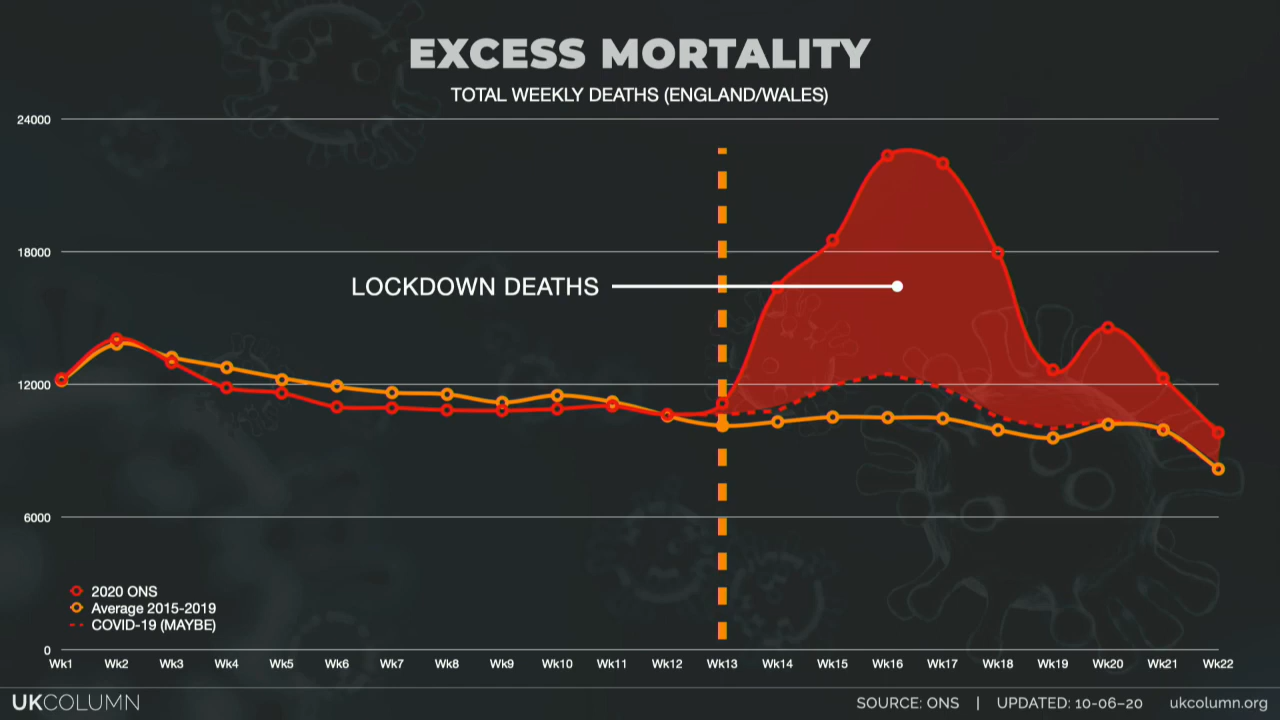 EXCESS MORTALITY
TOTAL WEEKLY DEATHS (ENGLAND/WALES)
24000
18000
LOCKDOWN DEATHS
12000
6000
2020 ONS
Average 2015-2019
COVID-19 (MAYBE)
0
Wk1 Wk2 Wk3 Wk4 Wk5 Wk6 Wk7 Wk8 Wk9 Wk10 Wk11 Wk12 Wk13 Wk14 Wk15 Wk16 Wk17 Wk18 Wk19 Wk20 Wk21 Wk22
UKCOLUMN SOURCE: ONS | UPDATED: 10-06–20 ukcolumn.org